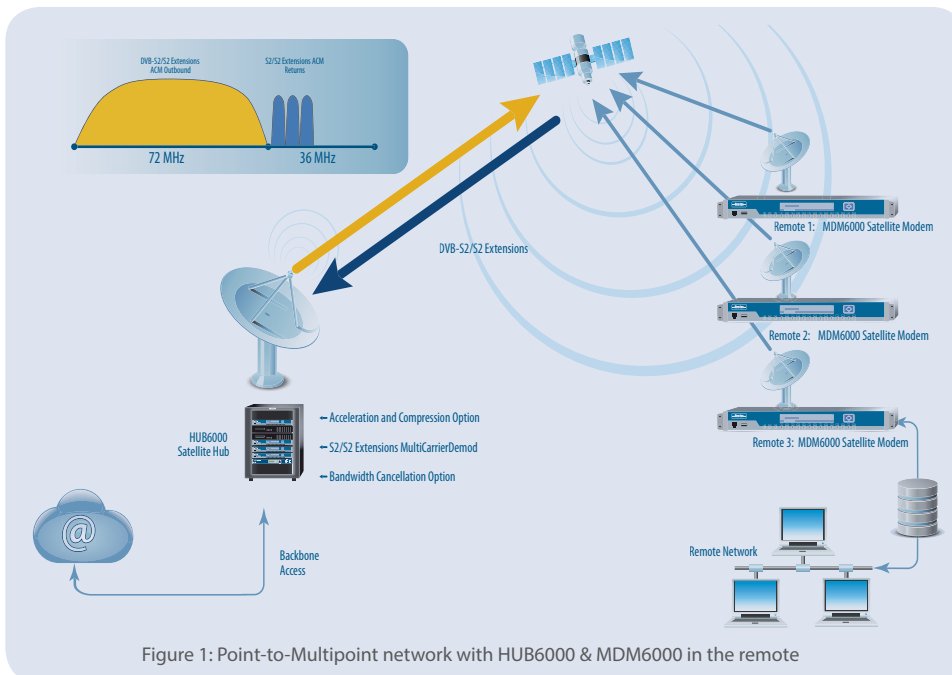 DVB-S2/S2 Extensions
ACM Outbound
S2/S2 Extensions ACM
Returns
72 MHz
36 MHz
DVB-S2/S2 Extensions
Remote 1: MDM6000 Satellite Modem
Remote 2: MDM6000 Satellite Modem
Remote 3: MDM6000 Satellite Modem
HUB6000
Satellite Hub
Acceleration and Compression Option
S2/S2 Extensions MultiCarrierDemod
Bandwidth Cancellation Option
@
Backbone
Access
Remote Network
Figure 1: Point-to-Multipoint network with HUB6000 & MDM6000 in the remote